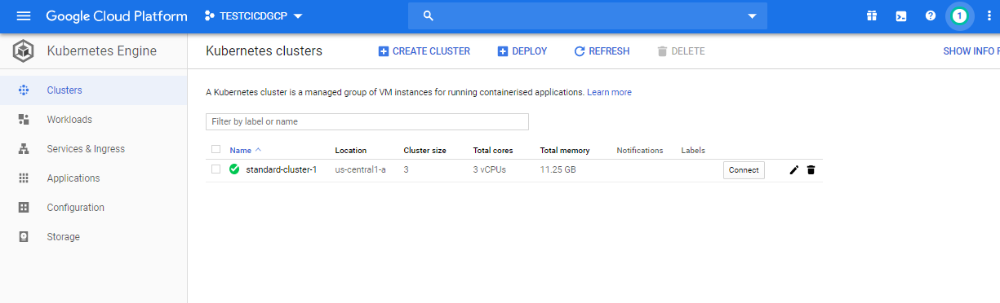 Google Cloud Platform TESTCICDGCP 1
Kubernetes Engine
Kubernetes clusters CREATE CLUSTER DEPLOY REFRESH DELETE SHOW INFO
Clusters
Workloads
Services & Ingress
Applications
Configuration
Storage
A Kubernetes cluster is a managed group of VM instances for running containerised applications. Learn more
Filter by label or name
Name Location Cluster size Total cores Total memory Notifications Labels
standard-cluster-1 us-central1-a 3 3 vCPUs 11.25 GB Connect